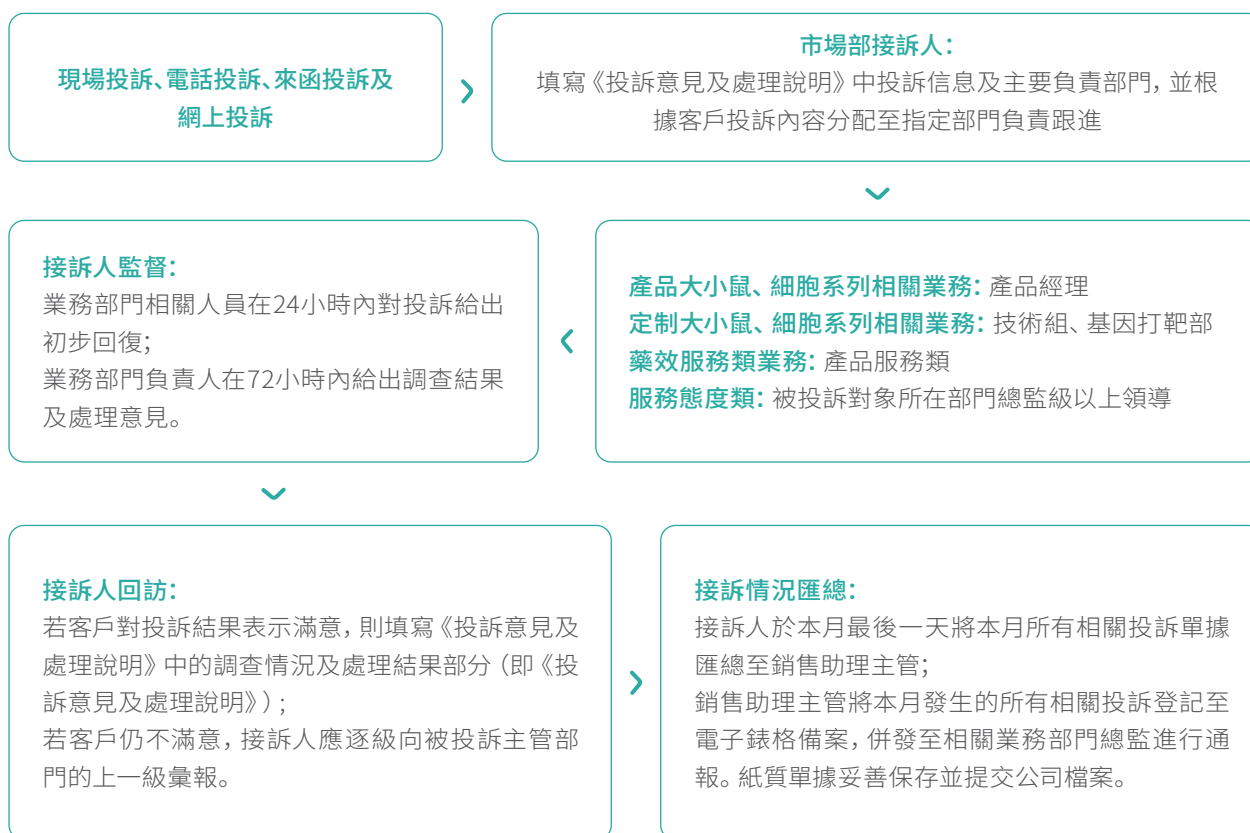 現場投訴、電話投訴、來函投訴及
網上投訴
市場部接訴人：
填寫《投訴意見及處理說明》中投訴信息及主要負責部門，並根
據客戶投訴內容分配至指定部門負責跟進
產品大小鼠、細胞系列相關業務：產品經理
定制大小鼠、細胞系列相關業務：技術組、基因打靶部
藥效服務類業務：產品服務類
服務態度類：被投訴對象所在部門總監級以上領導
接訴人監督：
業務部門相關人員在24小時內對投訴給出
初步回復；
業務部門負責人在72小時內給出調查結果
及處理意見。
接訴人回訪：
若客戶對投訴結果表示滿意，則填寫《投訴意見及
處理說明》中的調查情況及處理結果部分（即《投
訴意見及處理說明》）；
若客戶仍不滿意，接訴人應逐級向被投訴主管部
門的上一級彙報。
接訴情況匯總：
接訴人於本月最後一天將本月所有相關投訴單據
匯總至銷售助理主管；
銷售助理主管將本月發生的所有相關投訴登記至
電子錶格備案，併發至相關業務部門總監進行通
報。紙質單據妥善保存並提交公司檔案。